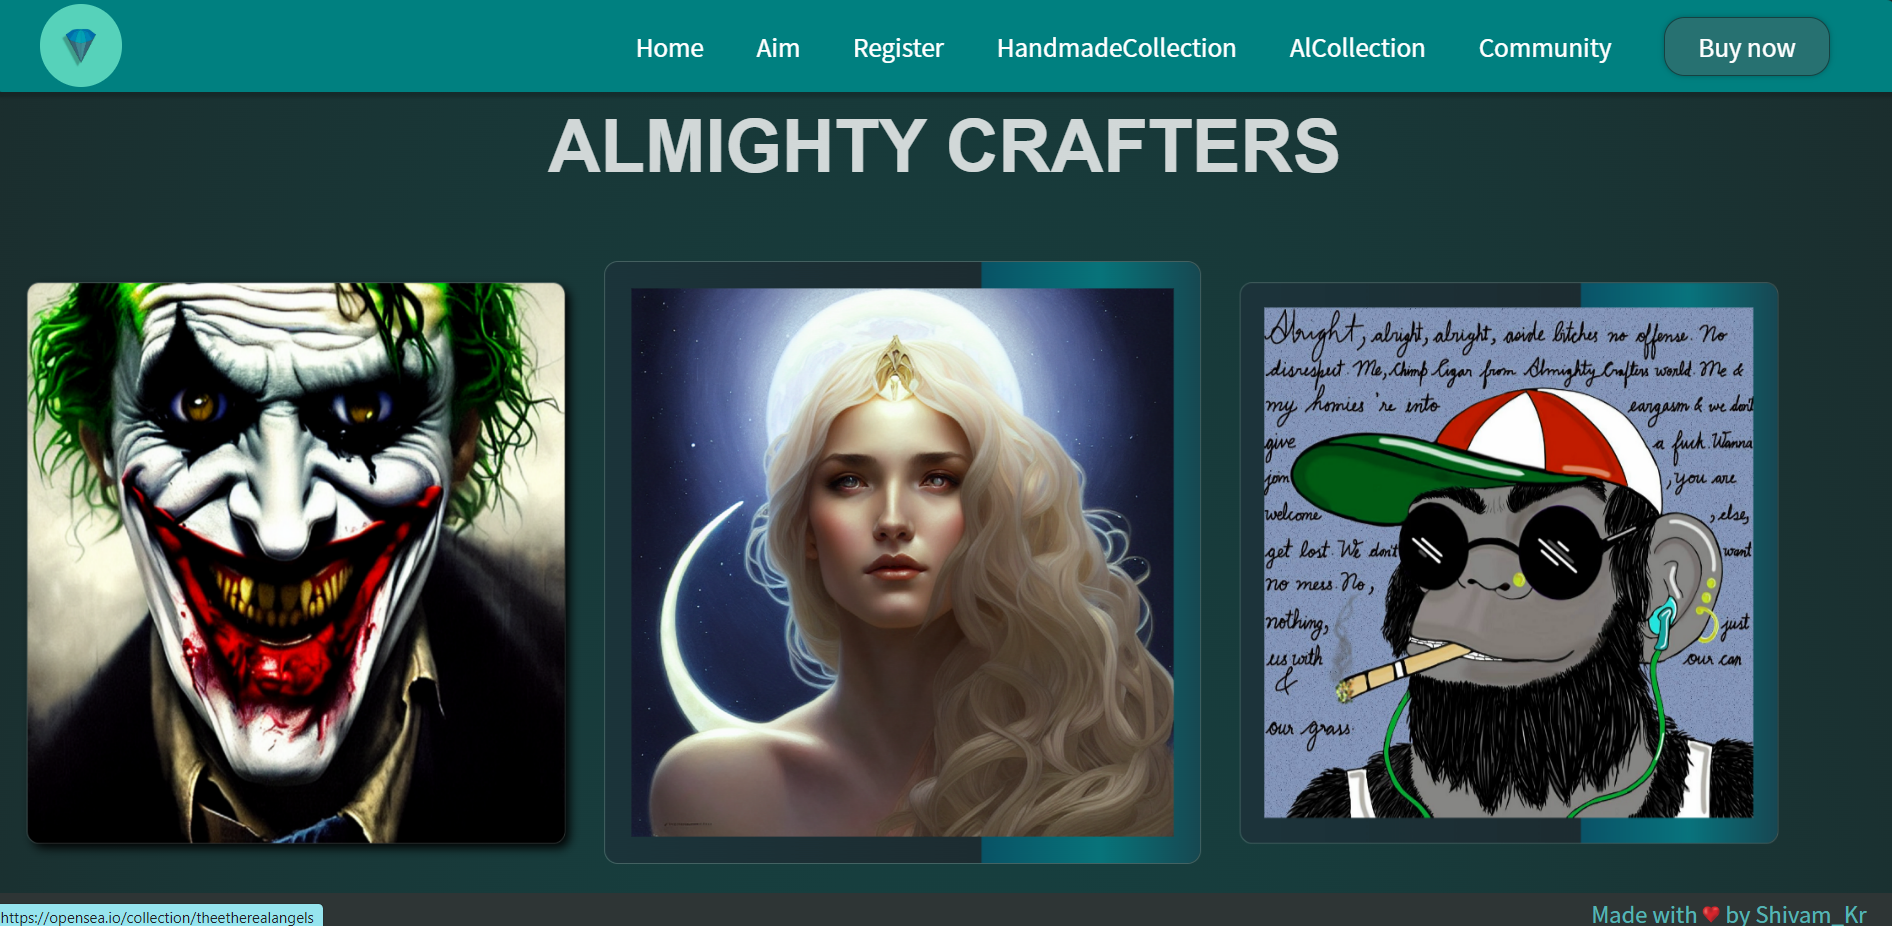 Home Aim Register HandmadeCollection AlCollection Community Buy now
ALMIGHTY CRAFTERS
Alright, alright, alright, aside bitches no offense. No
disrespect. Me, Chimp Cigar from Almighty Crafters world. Me &
my homies 're into eargasm & we don't
give a fuck. Wanna
join, you are
welcome, else,
get lost. We don't want
no mess. No,
nothing, just
us with our can
&
our grass.
https://opensea.io/collection/theetherealangels
Made with ❤️ by Shivam_Kr